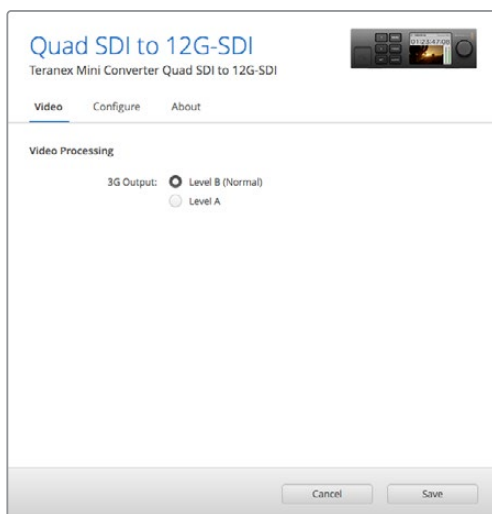 Quad SDI to 12G-SDI
Teranex Mini Converter Quad SDI to 12G-SDI
Video Configure About
Video Processing
3G Output: Level B (Normal)
Level A
Cancel Save